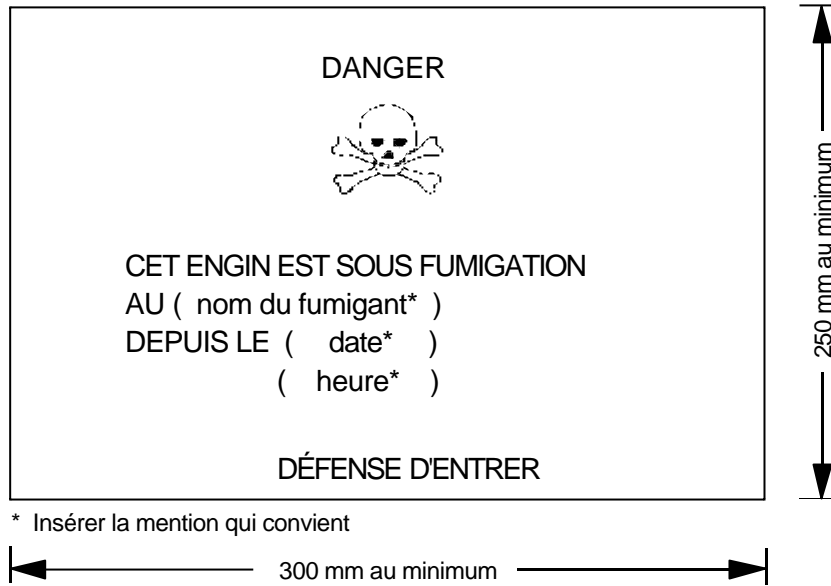 DANGER
CET ENGIN EST SOUS FUMIGATION
AU ( nom du fumigant* )
DEPUIS LE ( date* )
( heure* )
DÉFENSE D'ENTRER
* Insérer la mention qui convient
300 mm au minimum
250 mm au minimum